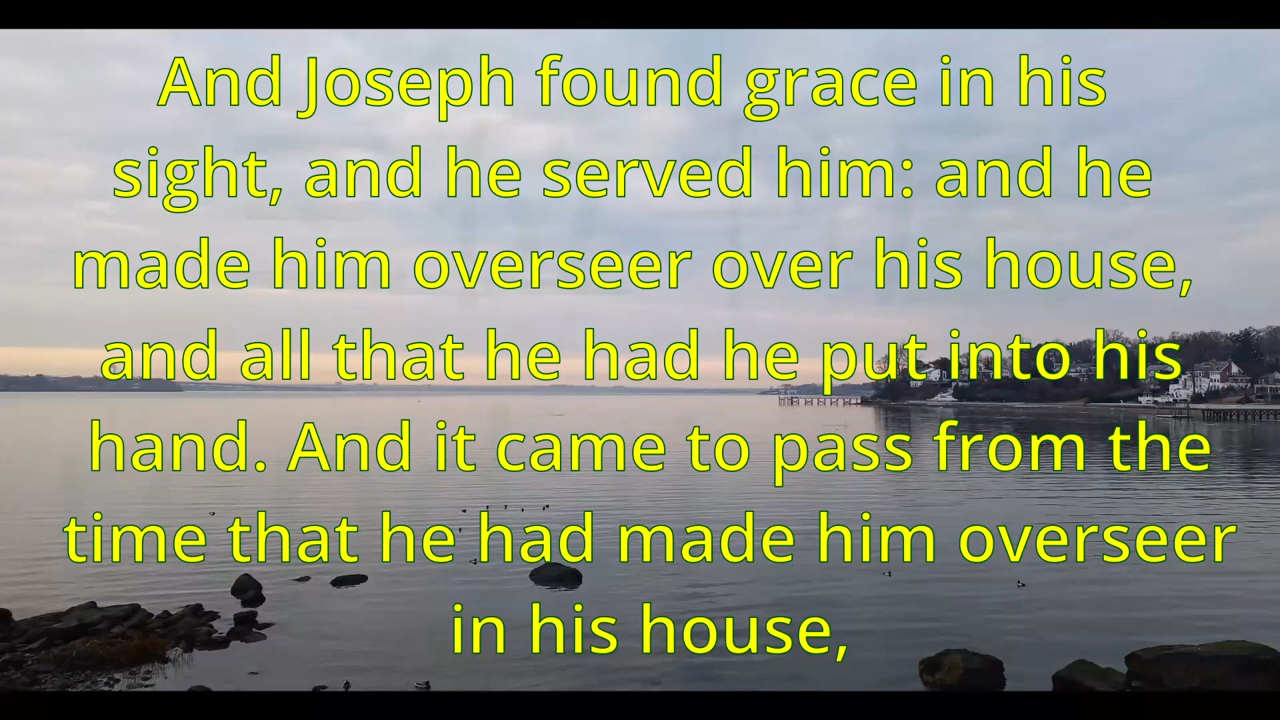 And Joseph found grace in his
sight, and he served him: and he
made him overseer over his house,
and all that he had he put into his
hand. And it came to pass from the
time that he had made him overseer
in his house,